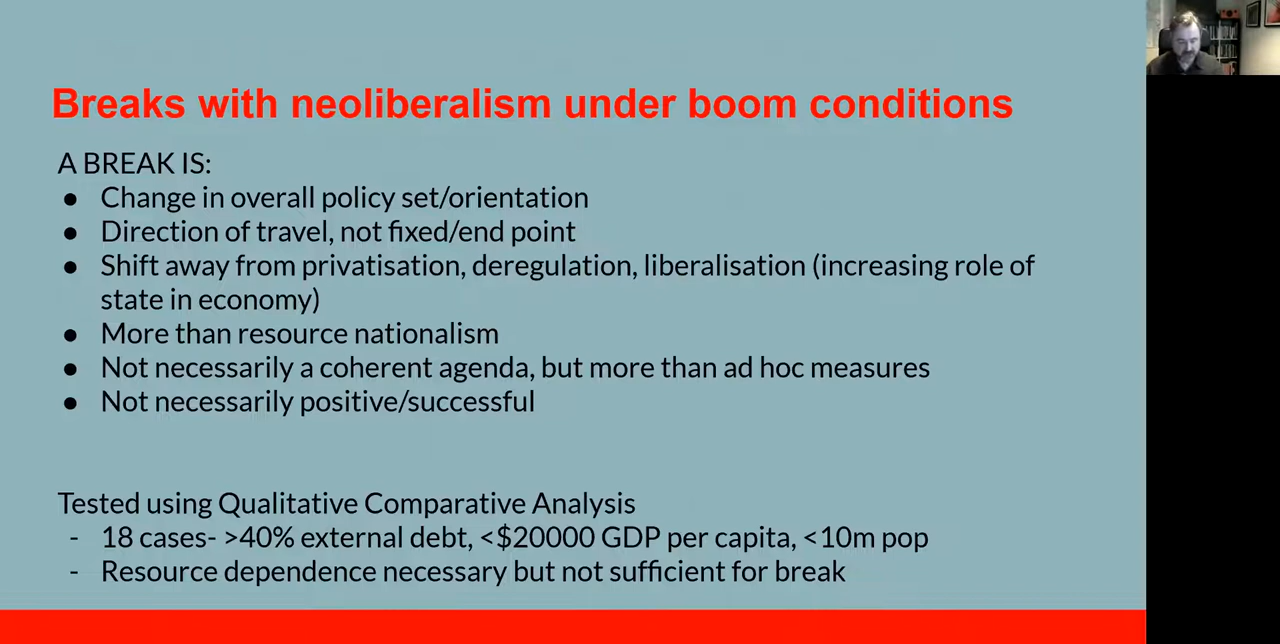 Breaks with neoliberalism under boom conditions
A BREAK IS:
● Change in overall policy set/orientation
● Direction of travel, not fixed/end point
● Shift away from privatisation, deregulation, liberalisation (increasing role of
state in economy)
● More than resource nationalism
● Not necessarily a coherent agenda, but more than ad hoc measures
● Not necessarily positive/successful
Tested using Qualitative Comparative Analysis
- 18 cases- >40% external debt, <$20000 GDP per capita, <10m pop
- Resource dependence necessary but not sufficient for break